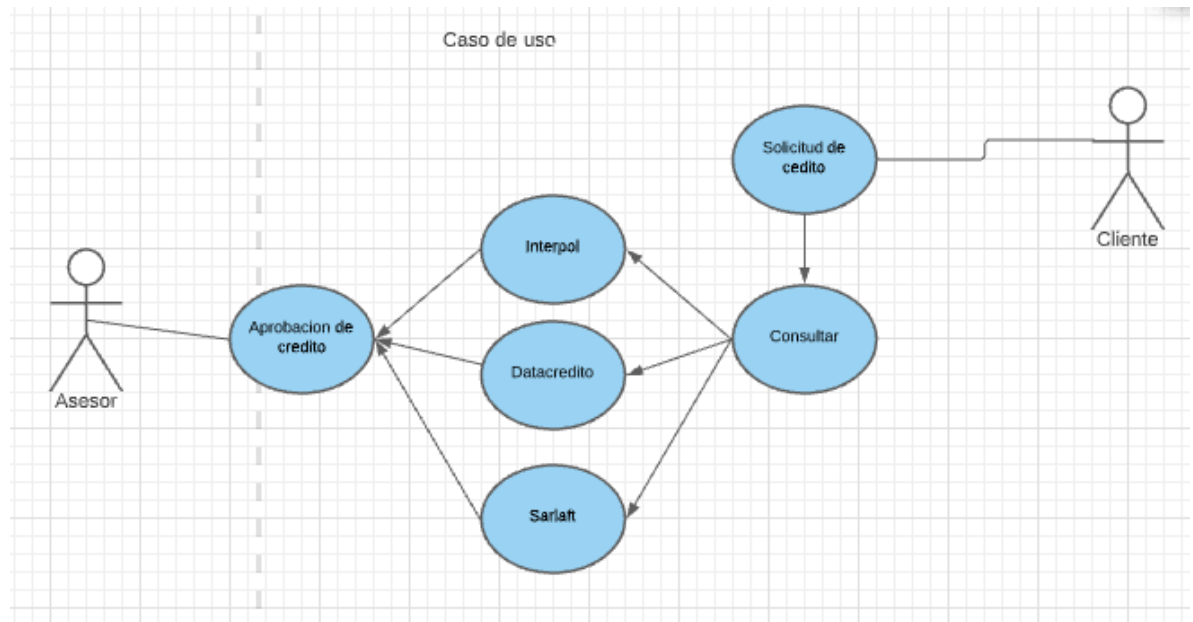 Caso de uso
Solicitud de
cedito
Cliente
Interpol
Aprobacion de
credito
Datacredito
Consultar
Asesor
Sarlaft